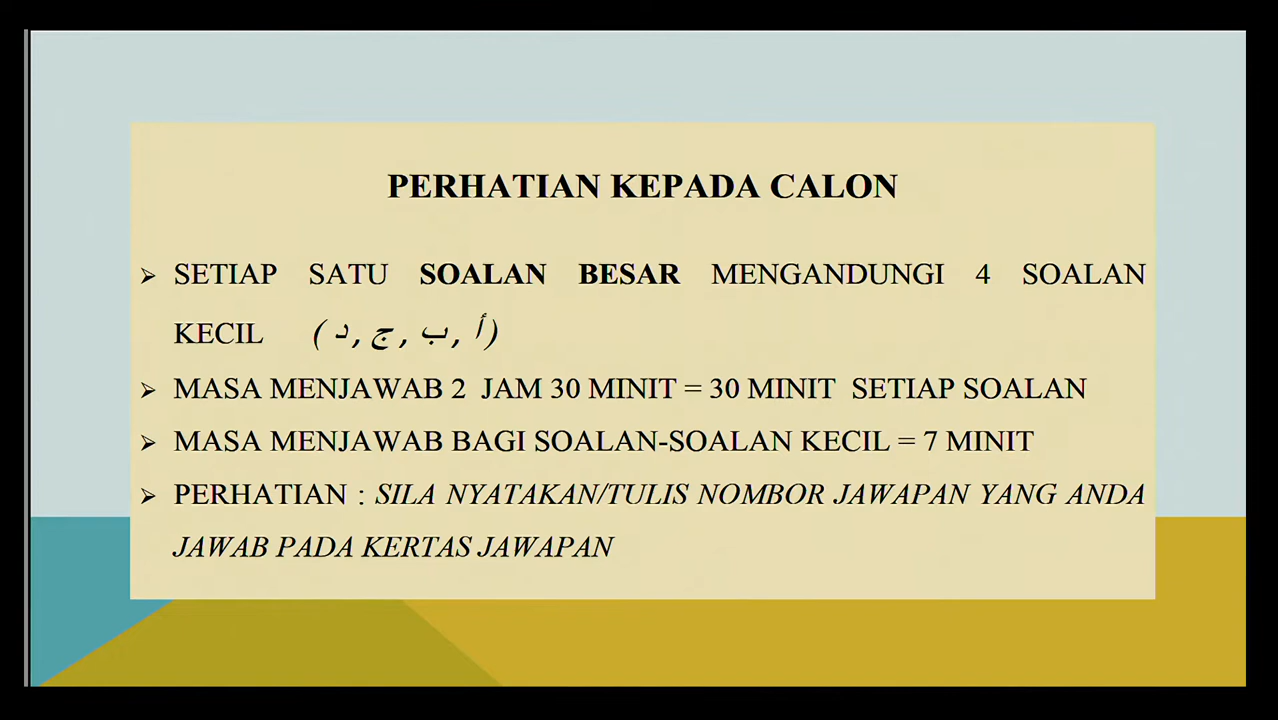 PERHATIAN KEPADA CALON
➢ SETIAP SATU SOALAN BESAR MENGANDUNGI 4 SOALAN
KECIL (أ , ب , ج , د)
➢ MASA MENJAWAB 2 JAM 30 MINIT = 30 MINIT SETIAP SOALAN
➢ MASA MENJAWAB BAGI SOALAN-SOALAN KECIL = 7 MINIT
➢ PERHATIAN : SILA NYATAKAN/TULIS NOMBOR JAWAPAN YANG ANDA
JAWAB PADA KERTAS JAWAPAN